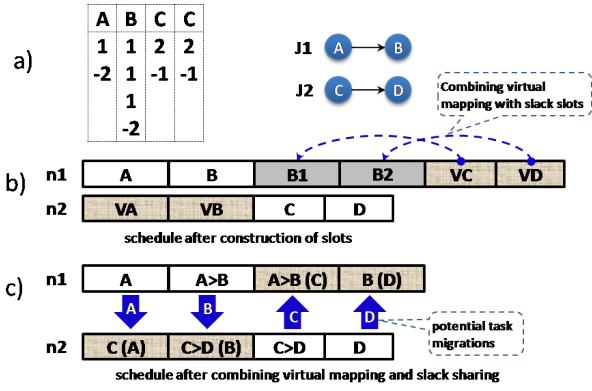 a)
A B C C
1 1 2 2
-2 1 -1 -1
1
-2
J1 A B
J2 C D
Combining virtual
mapping with slack slots
b)
n1 A B B1 B2 VC VD
n2 VA VB C D
schedule after construction of slots
c)
n1 A A>B A>B (C) B (D)
A B C D
potential task
migrations
n2 C (A) C>D (B) C>D D
schedule after combining virtual mapping and slack sharing